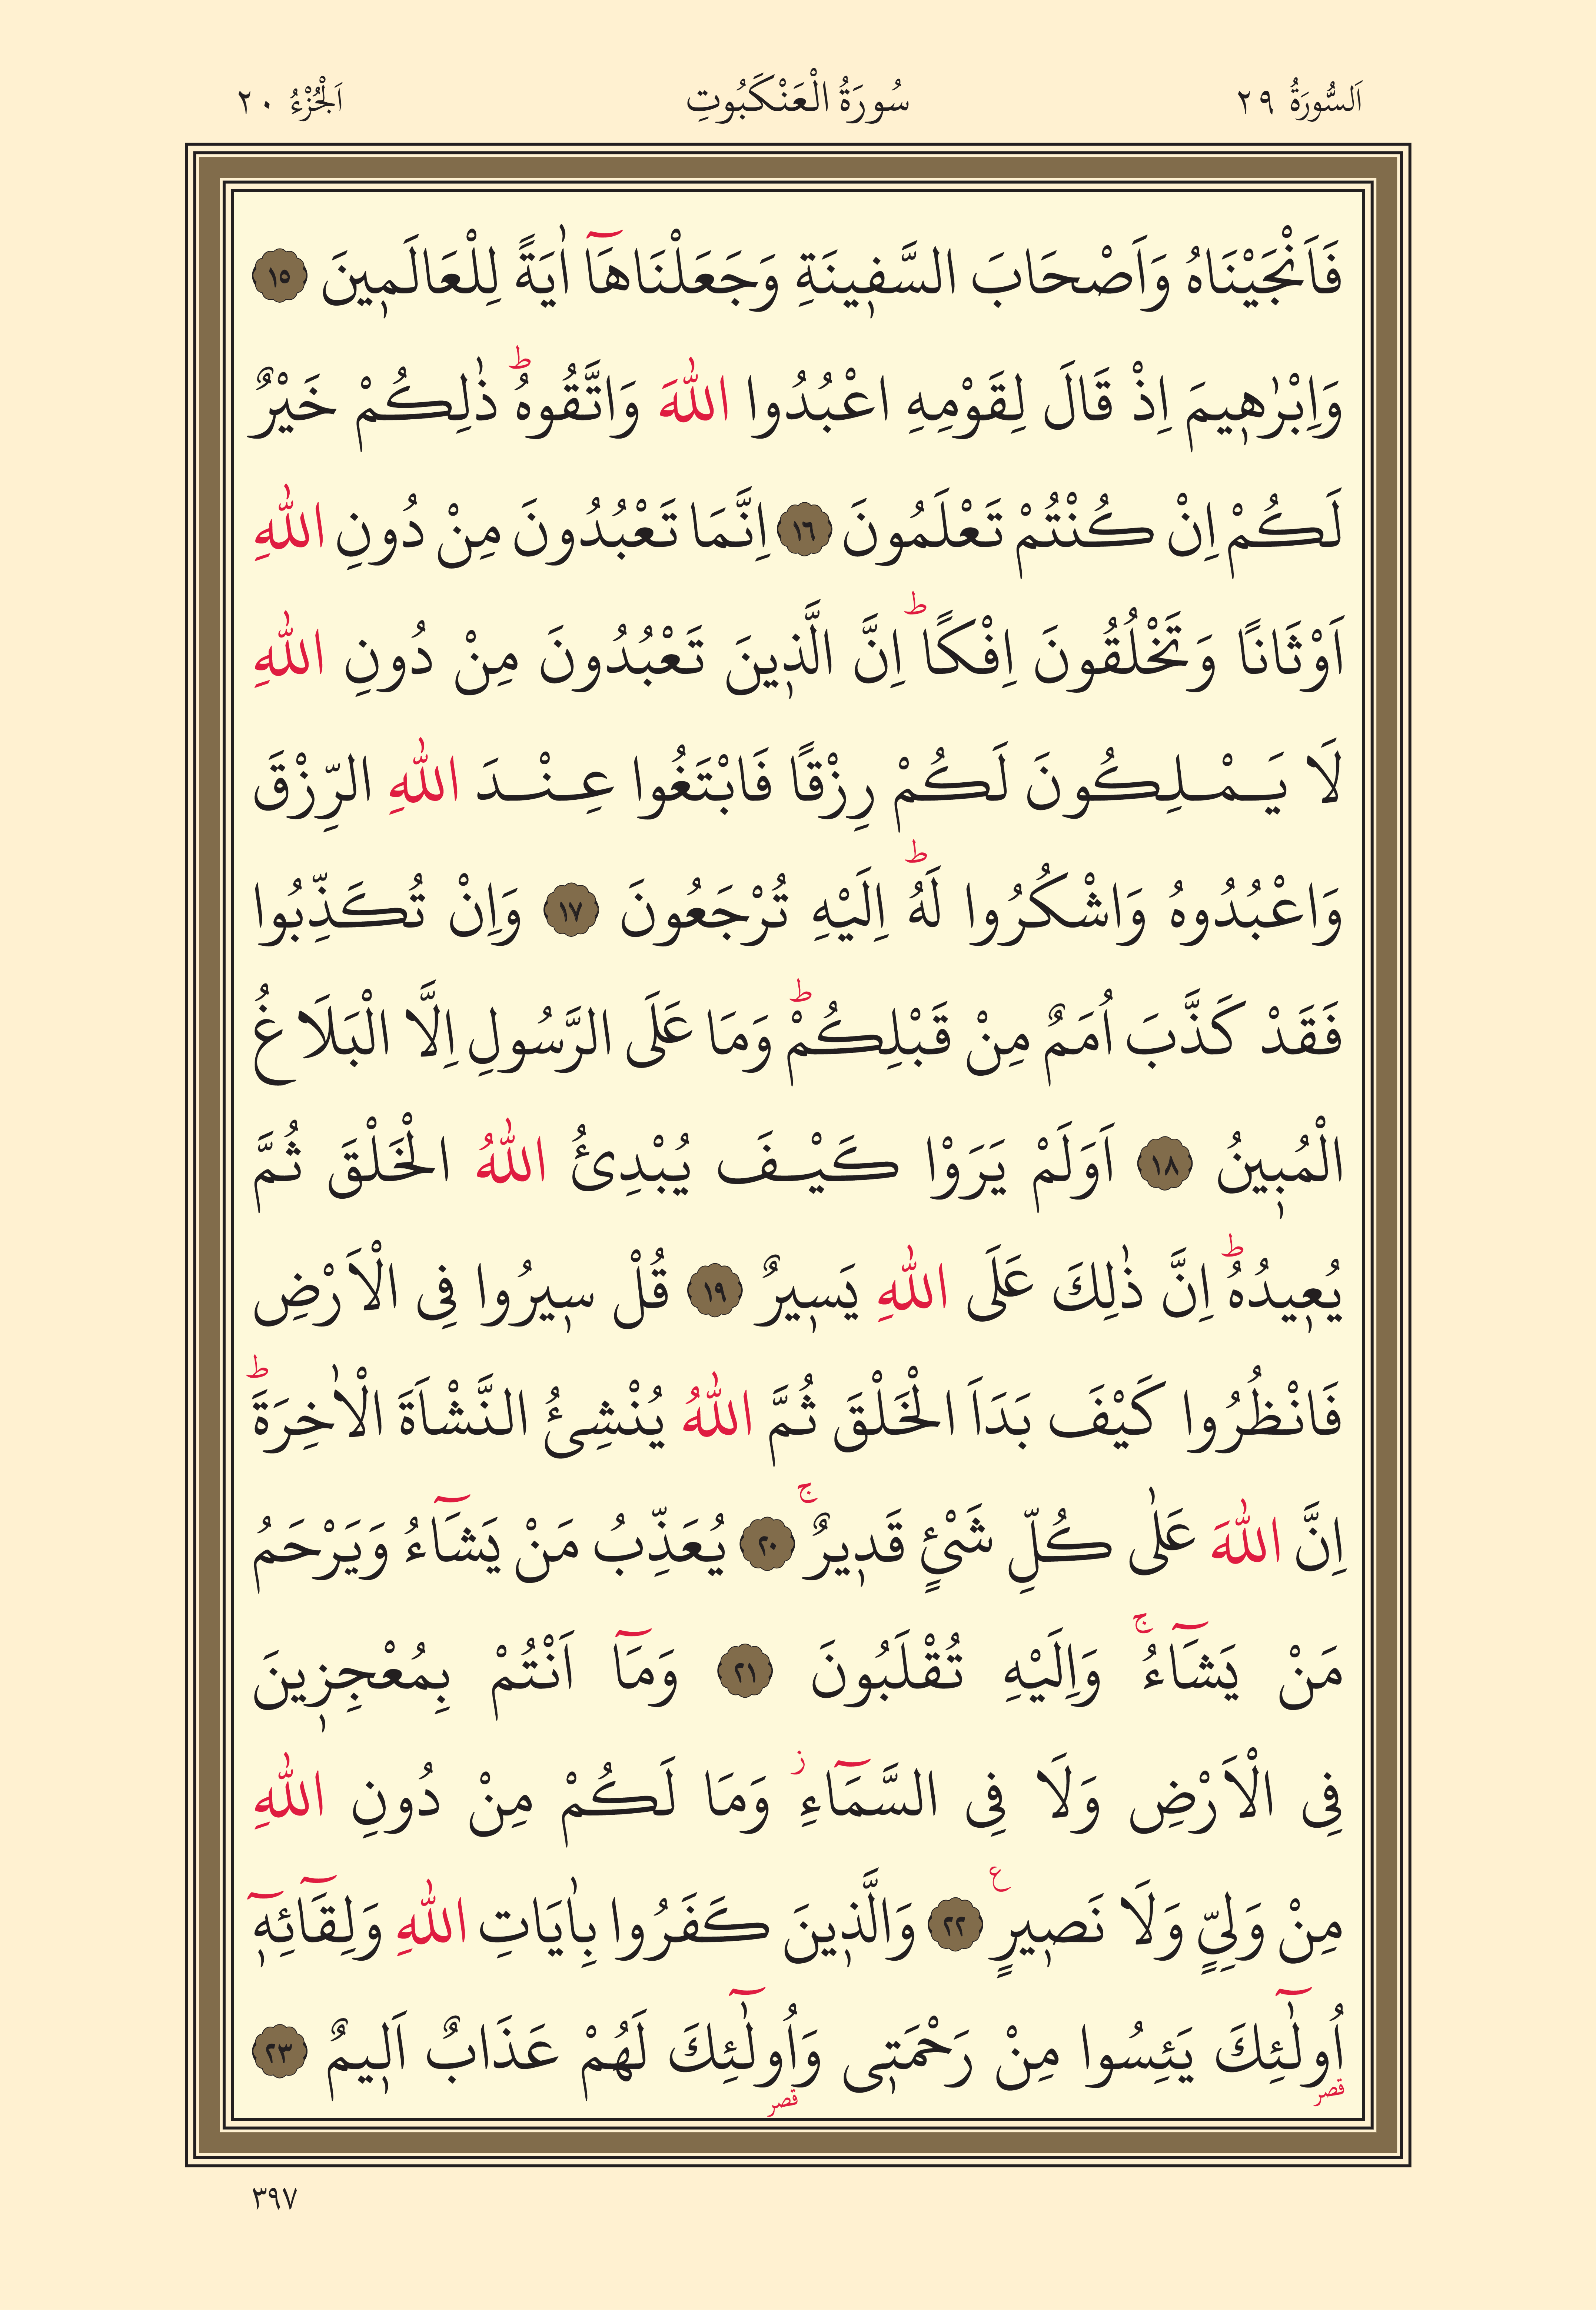 اَلسُّورَةُ ٢٩ سُورَةُ الْعَنْكَبُوتِ اَلْجُزْءُ ٢٠
فَاَنْجَيْنَاهُ وَاَصْحَابَ السَّف۪ينَةِ وَجَعَلْنَاهَٓا اٰيَةً لِلْعَالَم۪ينَ ١٥
وَاِبْرٰه۪يمَ اِذْ قَالَ لِقَوْمِهِ اعْبُدُوا اللّٰهَ وَاتَّقُوهُۜ ذٰلِكُمْ خَيْرٌ
لَكُمْ اِنْ كُنْتُمْ تَعْلَمُونَ ١٦ اِنَّمَا تَعْبُدُونَ مِنْ دُونِ اللّٰهِ
اَوْثَانًا وَتَخْلُقُونَ اِفْكًاۜ اِنَّ الَّذ۪ينَ تَعْبُدُونَ مِنْ دُونِ اللّٰهِ
لَا يَمْلِكُونَ لَكُمْ رِزْقًا فَابْتَغُوا عِنْدَ اللّٰهِ الرِّزْقَ
وَاعْبُدُوهُ وَاشْكُرُوا لَهُۜ اِلَيْهِ تُرْجَعُونَ ١٧ وَاِنْ تُكَذِّبُوا
فَقَدْ كَذَّبَ اُمَمٌ مِنْ قَبْلِكُمْۜ وَمَا عَلَى الرَّسُولِ اِلَّا الْبَلَاغُ
الْمُب۪ينُ ١٨ اَوَلَمْ يَرَوْا كَيْفَ يُبْدِئُ اللّٰهُ الْخَلْقَ ثُمَّ
يُع۪يدُهُۜ اِنَّ ذٰلِكَ عَلَى اللّٰهِ يَس۪يرٌ ١٩ قُلْ س۪يرُوا فِى الْاَرْضِ
فَانْظُرُوا كَيْفَ بَدَاَ الْخَلْقَ ثُمَّ اللّٰهُ يُنْشِئُ النَّشْاَةَ الْاٰخِرَةَۜ
اِنَّ اللّٰهَ عَلٰى كُلِّ شَيْءٍ قَد۪يرٌۚ ٢٠ يُعَذِّبُ مَنْ يَشَٓاءُ وَيَرْحَمُ
مَنْ يَشَٓاءُۚ وَاِلَيْهِ تُقْلَبُونَ ٢١ وَمَٓا اَنْتُمْ بِمُعْجِز۪ينَ
فِى الْاَرْضِ وَلَا فِى السَّمَٓاءِۘ وَمَا لَكُمْ مِنْ دُونِ اللّٰهِ
مِنْ وَلِىٍّ وَلَا نَص۪يرٍ۟ ٢٢ وَالَّذ۪ينَ كَفَرُوا بِاٰيَاتِ اللّٰهِ وَلِقَٓائِه۪ٓ
اُو۬لٰٓئِكَ يَئِسُوا مِنْ رَحْمَت۪ى وَاُو۬لٰٓئِكَ لَهُمْ عَذَابٌ اَل۪يمٌ ٢٣
٣٩٧